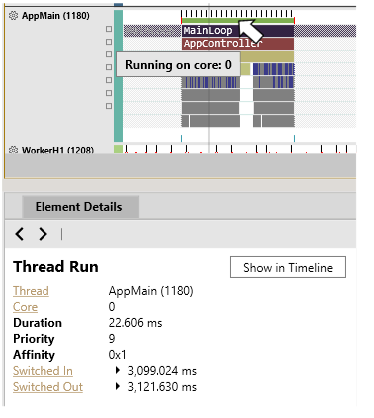 AppMain (1180)
MainLoop
AppController
Running on core: 0
WorkerH1 (1208)
Element Details
Thread Run
Show in Timeline
Thread AppMain (1180)
Core 0
Duration 22.606 ms
Priority 9
Affinity 0x1
Switched In 3,099.024 ms
Switched Out 3,121.630 ms